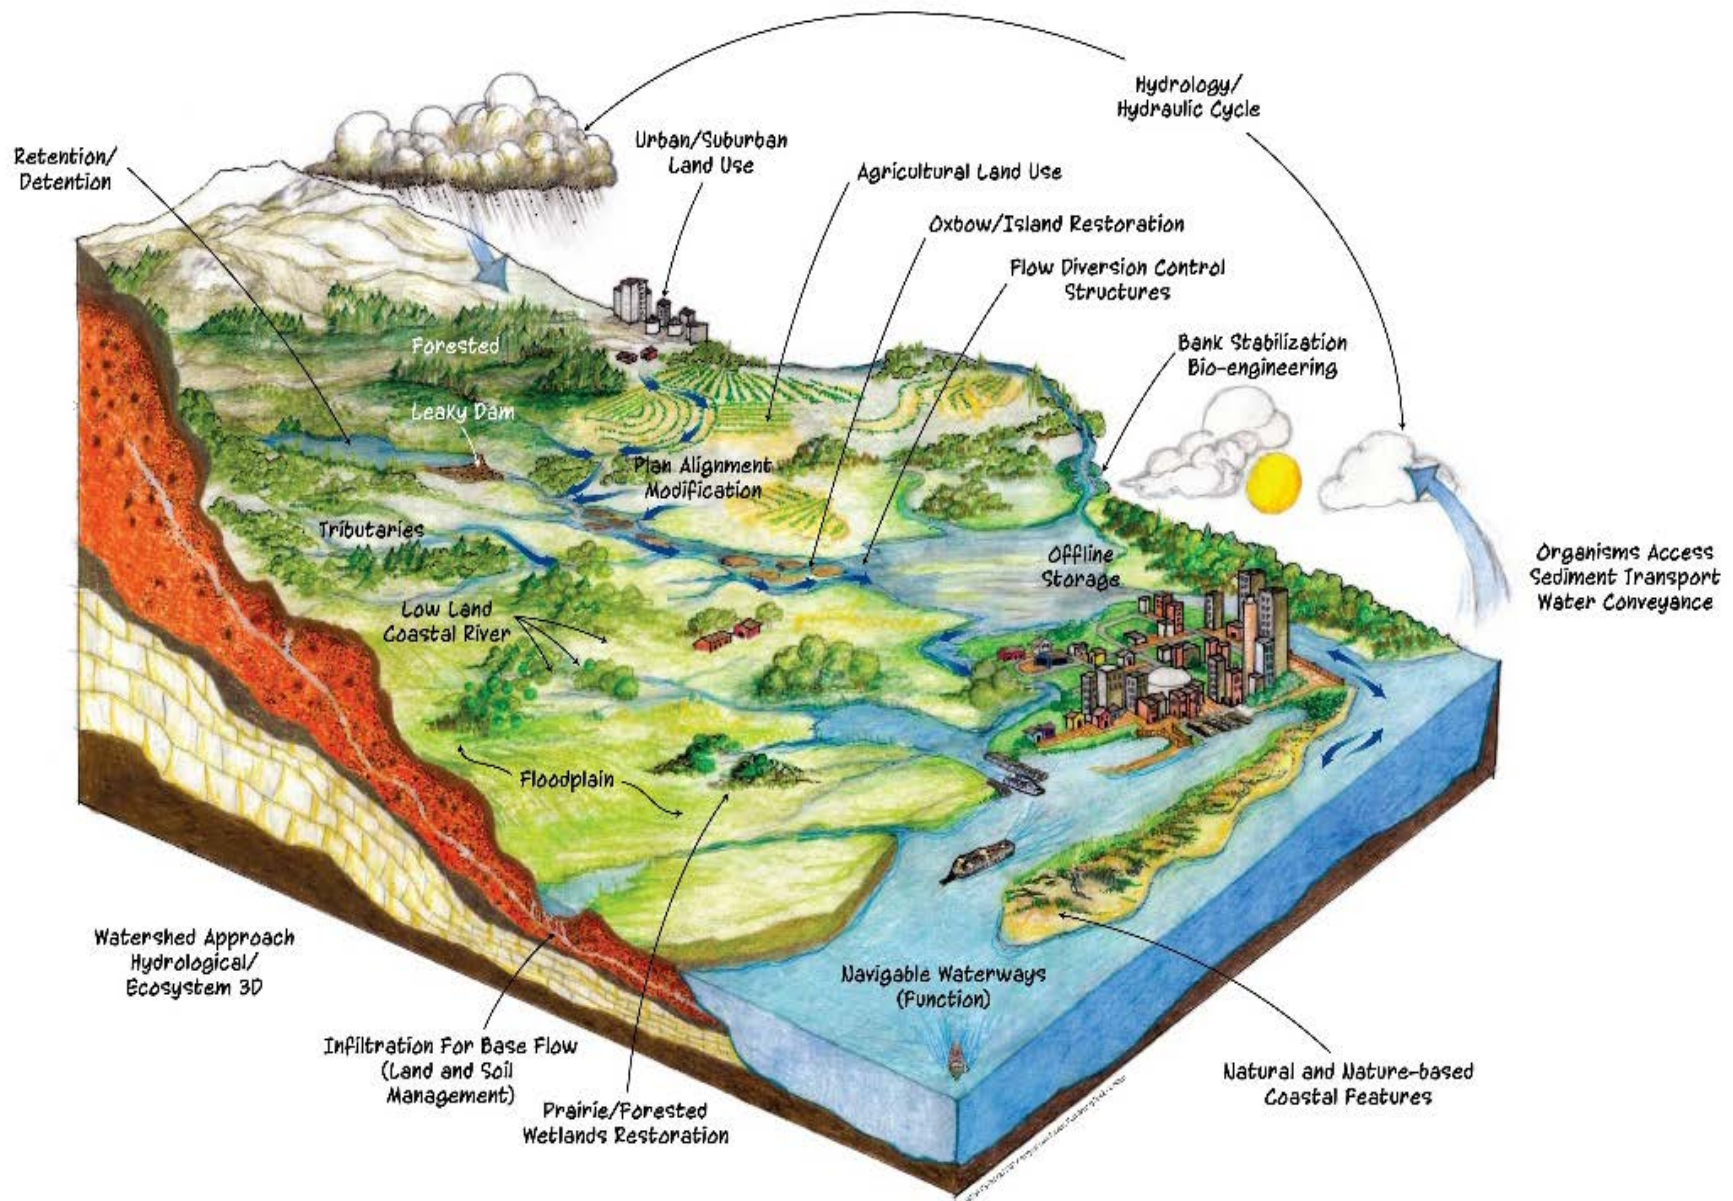 Hydrology/
Hydraulic Cycle
Retention/
Detention
Urban/Suburban
Land Use
Agricultural Land Use
Oxbow/Island Restoration
Flow Diversion Control
Structures
Bank Stabilization
Bio-engineering
Forested
Leaky Dam
Plan Alignment
Modification
Tributaries
Offline
Storage
Organisms Access
Sediment Transport
Water Conveyance
Low Land
Coastal River
Floodplain
Watershed Approach
Hydrological/
Ecosystem 3D
Navigable Waterways
(Function)
Infiltration For Base Flow
(Land and Soil
Management)
Prairie/Forested
Wetlands Restoration
Natural and Nature-based
Coastal Features